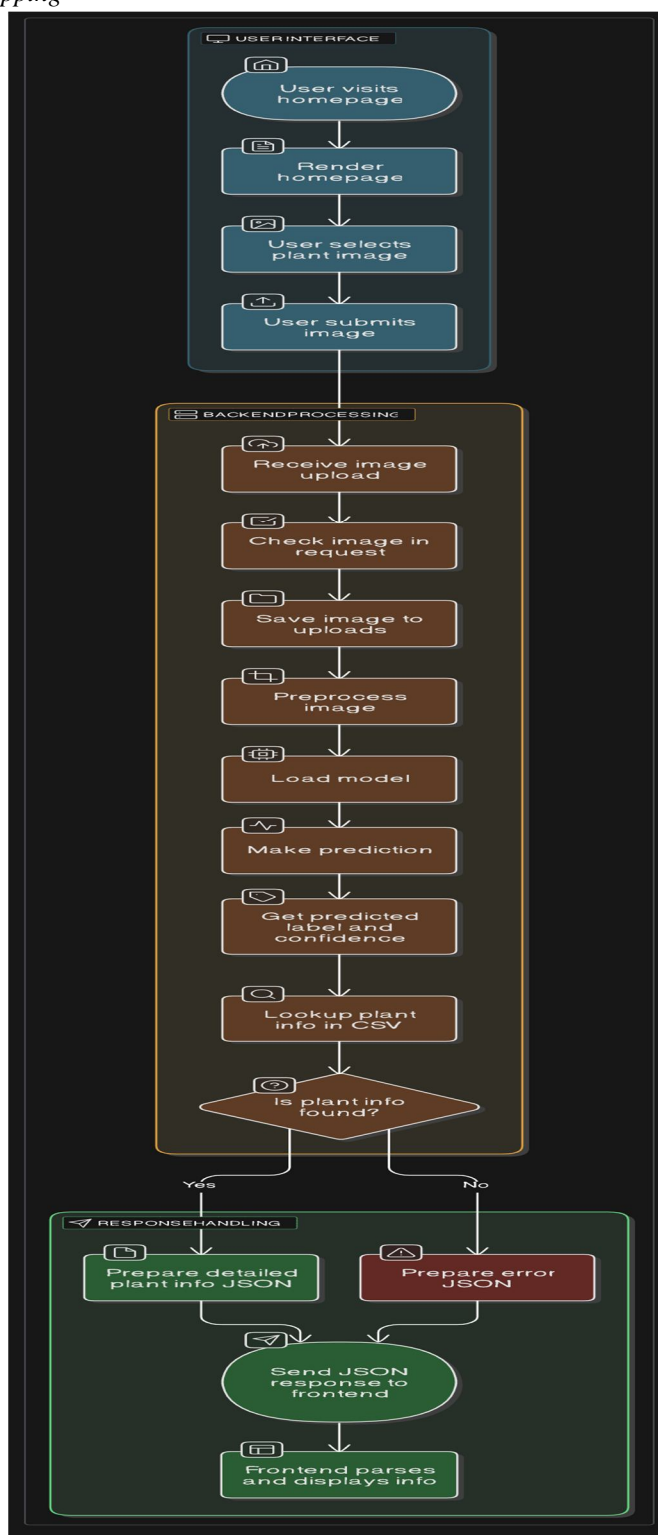 pping
USERINTERFACE
User visits
homepage
Render
homepage
User selects
plant image
User submits
image
BACKENDPROCESSING
Receive image
upload
Check image in
request
Save image to
uploads
Preprocess
image
Load model
Make prediction
Get predicted
label and
confidence
Lookup plant
info in CSV
Is plant info
found?
Yes
No
RESPONSEHANDLING
Prepare detailed
plant info JSON
Prepare error
JSON
Send JSON
response to
frontend
Frontend parses
and displays info